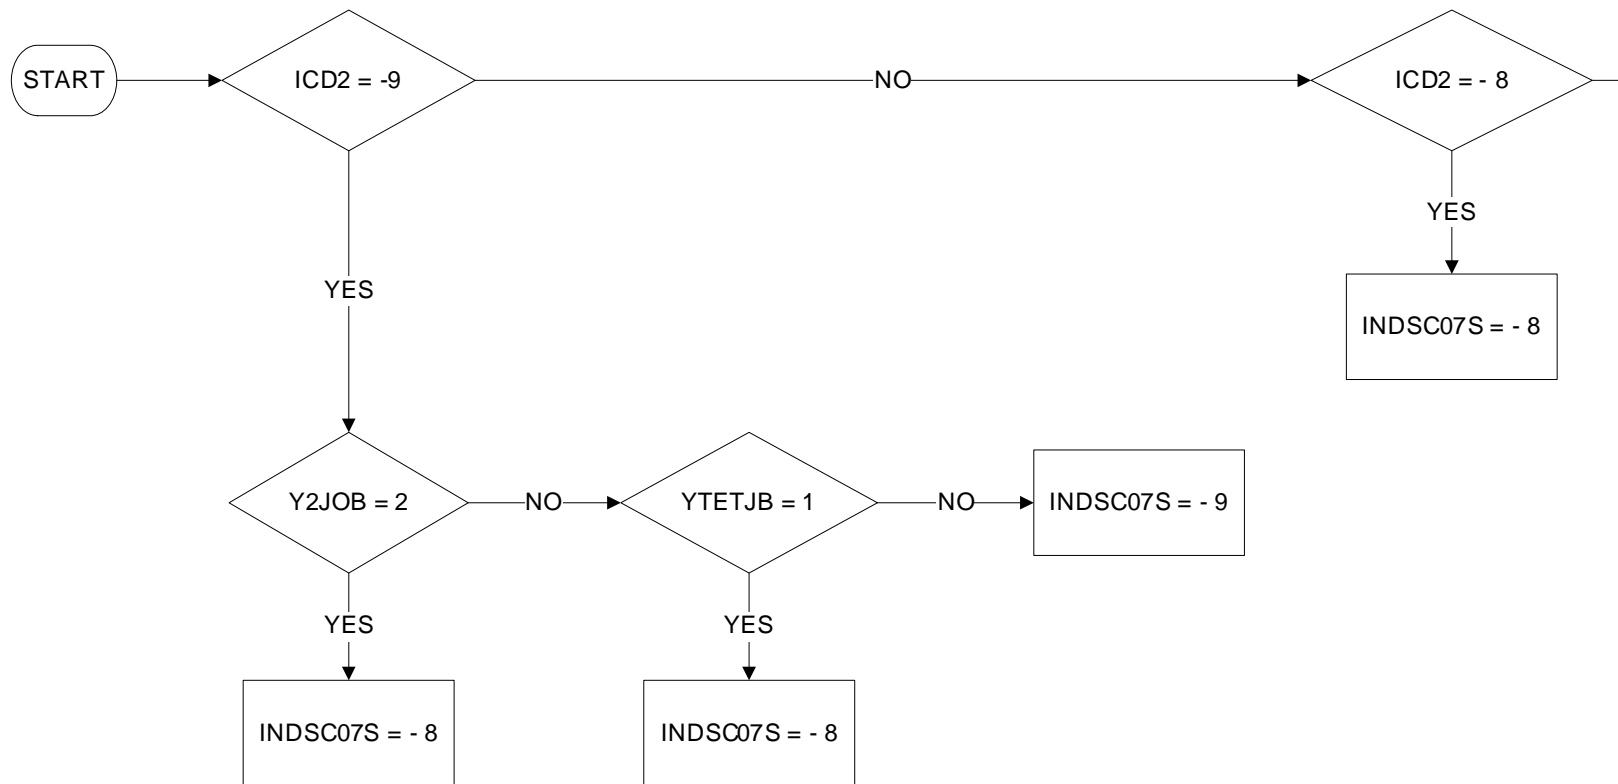 START
ICD2 = -9
NO
ICD2 = - 8
YES
INDSC07S = - 8
YES
Y2JOB = 2
NO
YTETJB = 1
NO
INDSC07S = - 9
YES
YES
INDSC07S = - 8
INDSC07S = - 8